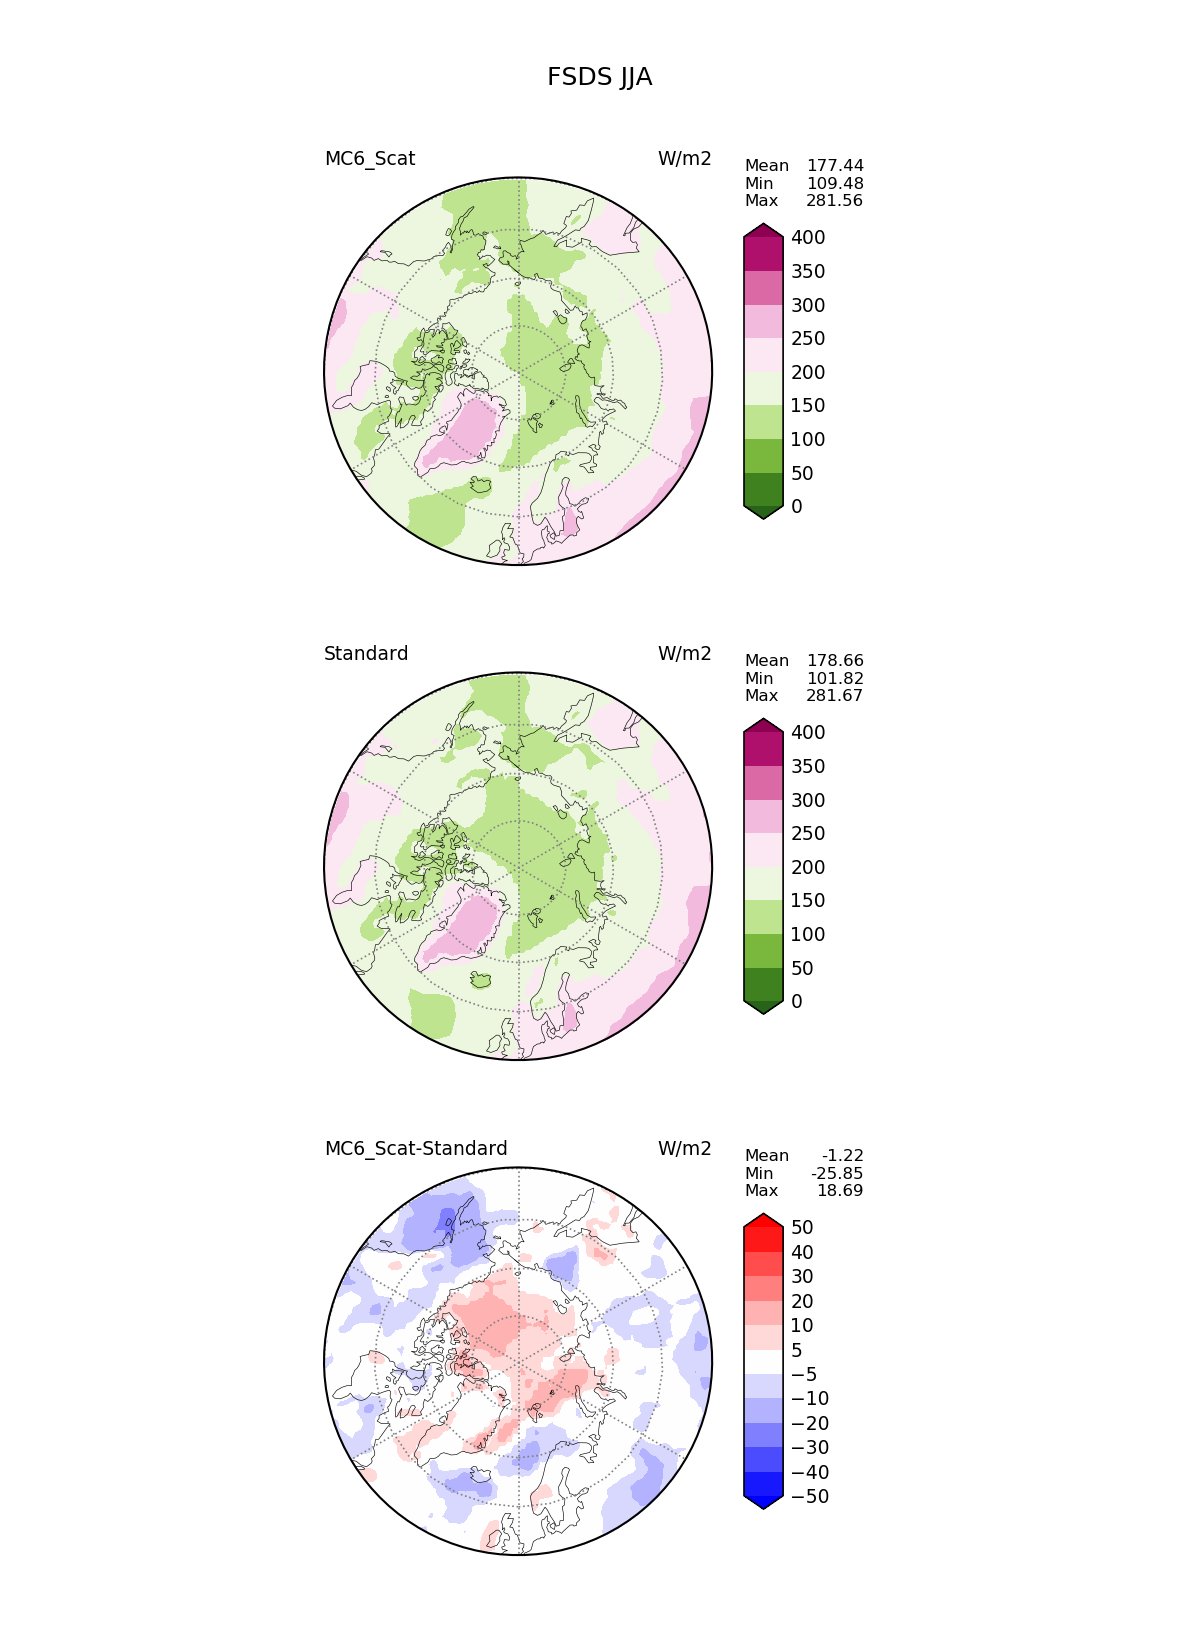 FSDS JJA
MC6_Scat W/m2
Mean 177.44
Min 109.48
Max 281.56
400
350
300
250
200
150
100
50
0
Standard W/m2
Mean 178.66
Min 101.82
Max 281.67
400
350
300
250
200
150
100
50
0
MC6_Scat-Standard W/m2
Mean -1.22
Min -25.85
Max 18.69
50
40
30
20
10
5
−5
−10
−20
−30
−40
−50